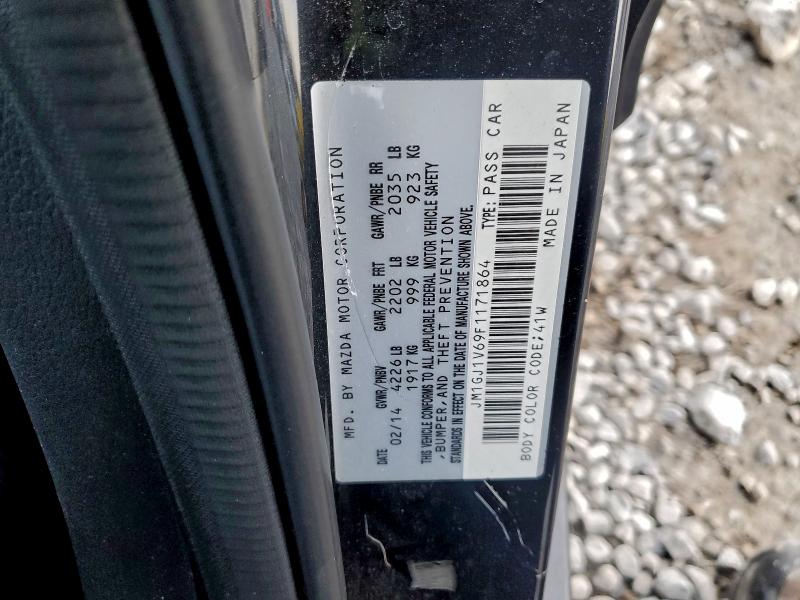 MFD. BY MAZDA MOTOR CORPORATION
DATE GVWR/PNBV GAWR/PNBE FRT GAWR/PNBE RR
02/14 4226 LB 2202 LB 2035 LB
1917 KG 999 KG 923 KG
THIS VEHICLE CONFORMS TO ALL APPLICABLE FEDERAL MOTOR VEHICLE SAFETY
,BUMPER,AND THEFT PREVENTION
STANDARDS IN EFFECT ON THE DATE OF MANUFACTURE SHOWN ABOVE.
JM1GJ1V69F1171864 TYPE: PASS CAR
BODY COLOR CODE;41W MADE IN JAPAN